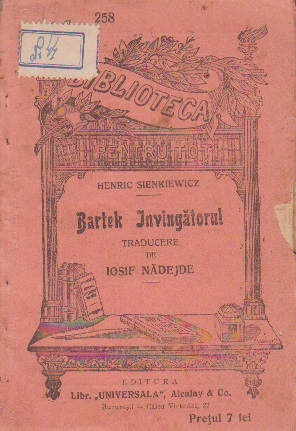 258
BIBLIOTECA
PENTRU TOȚI
HENRIC SIENKIEWICZ
Bartek Invingătorul
TRADUCERE
DE
IOSIF NĂDEJDE
EDITURA
Libr. „UNIVERSALA”, Alcalay & Co.
București — Calea Victoriei, 27
Prețul 7 lei